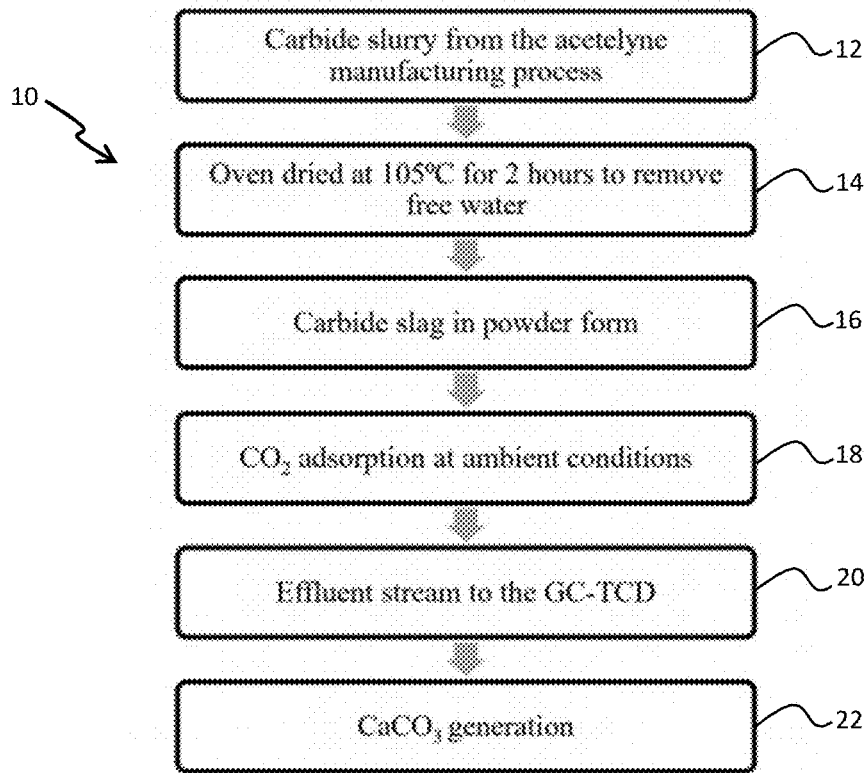 Carbide slurry from the acetelyne
manufacturing process
12
10
Oven dried at 105ºC for 2 hours to remove
free water
14
Carbide slag in powder form
16
CO₂ adsorption at ambient conditions
18
Effluent stream to the GC-TCD
20
CaCO₃ generation
22